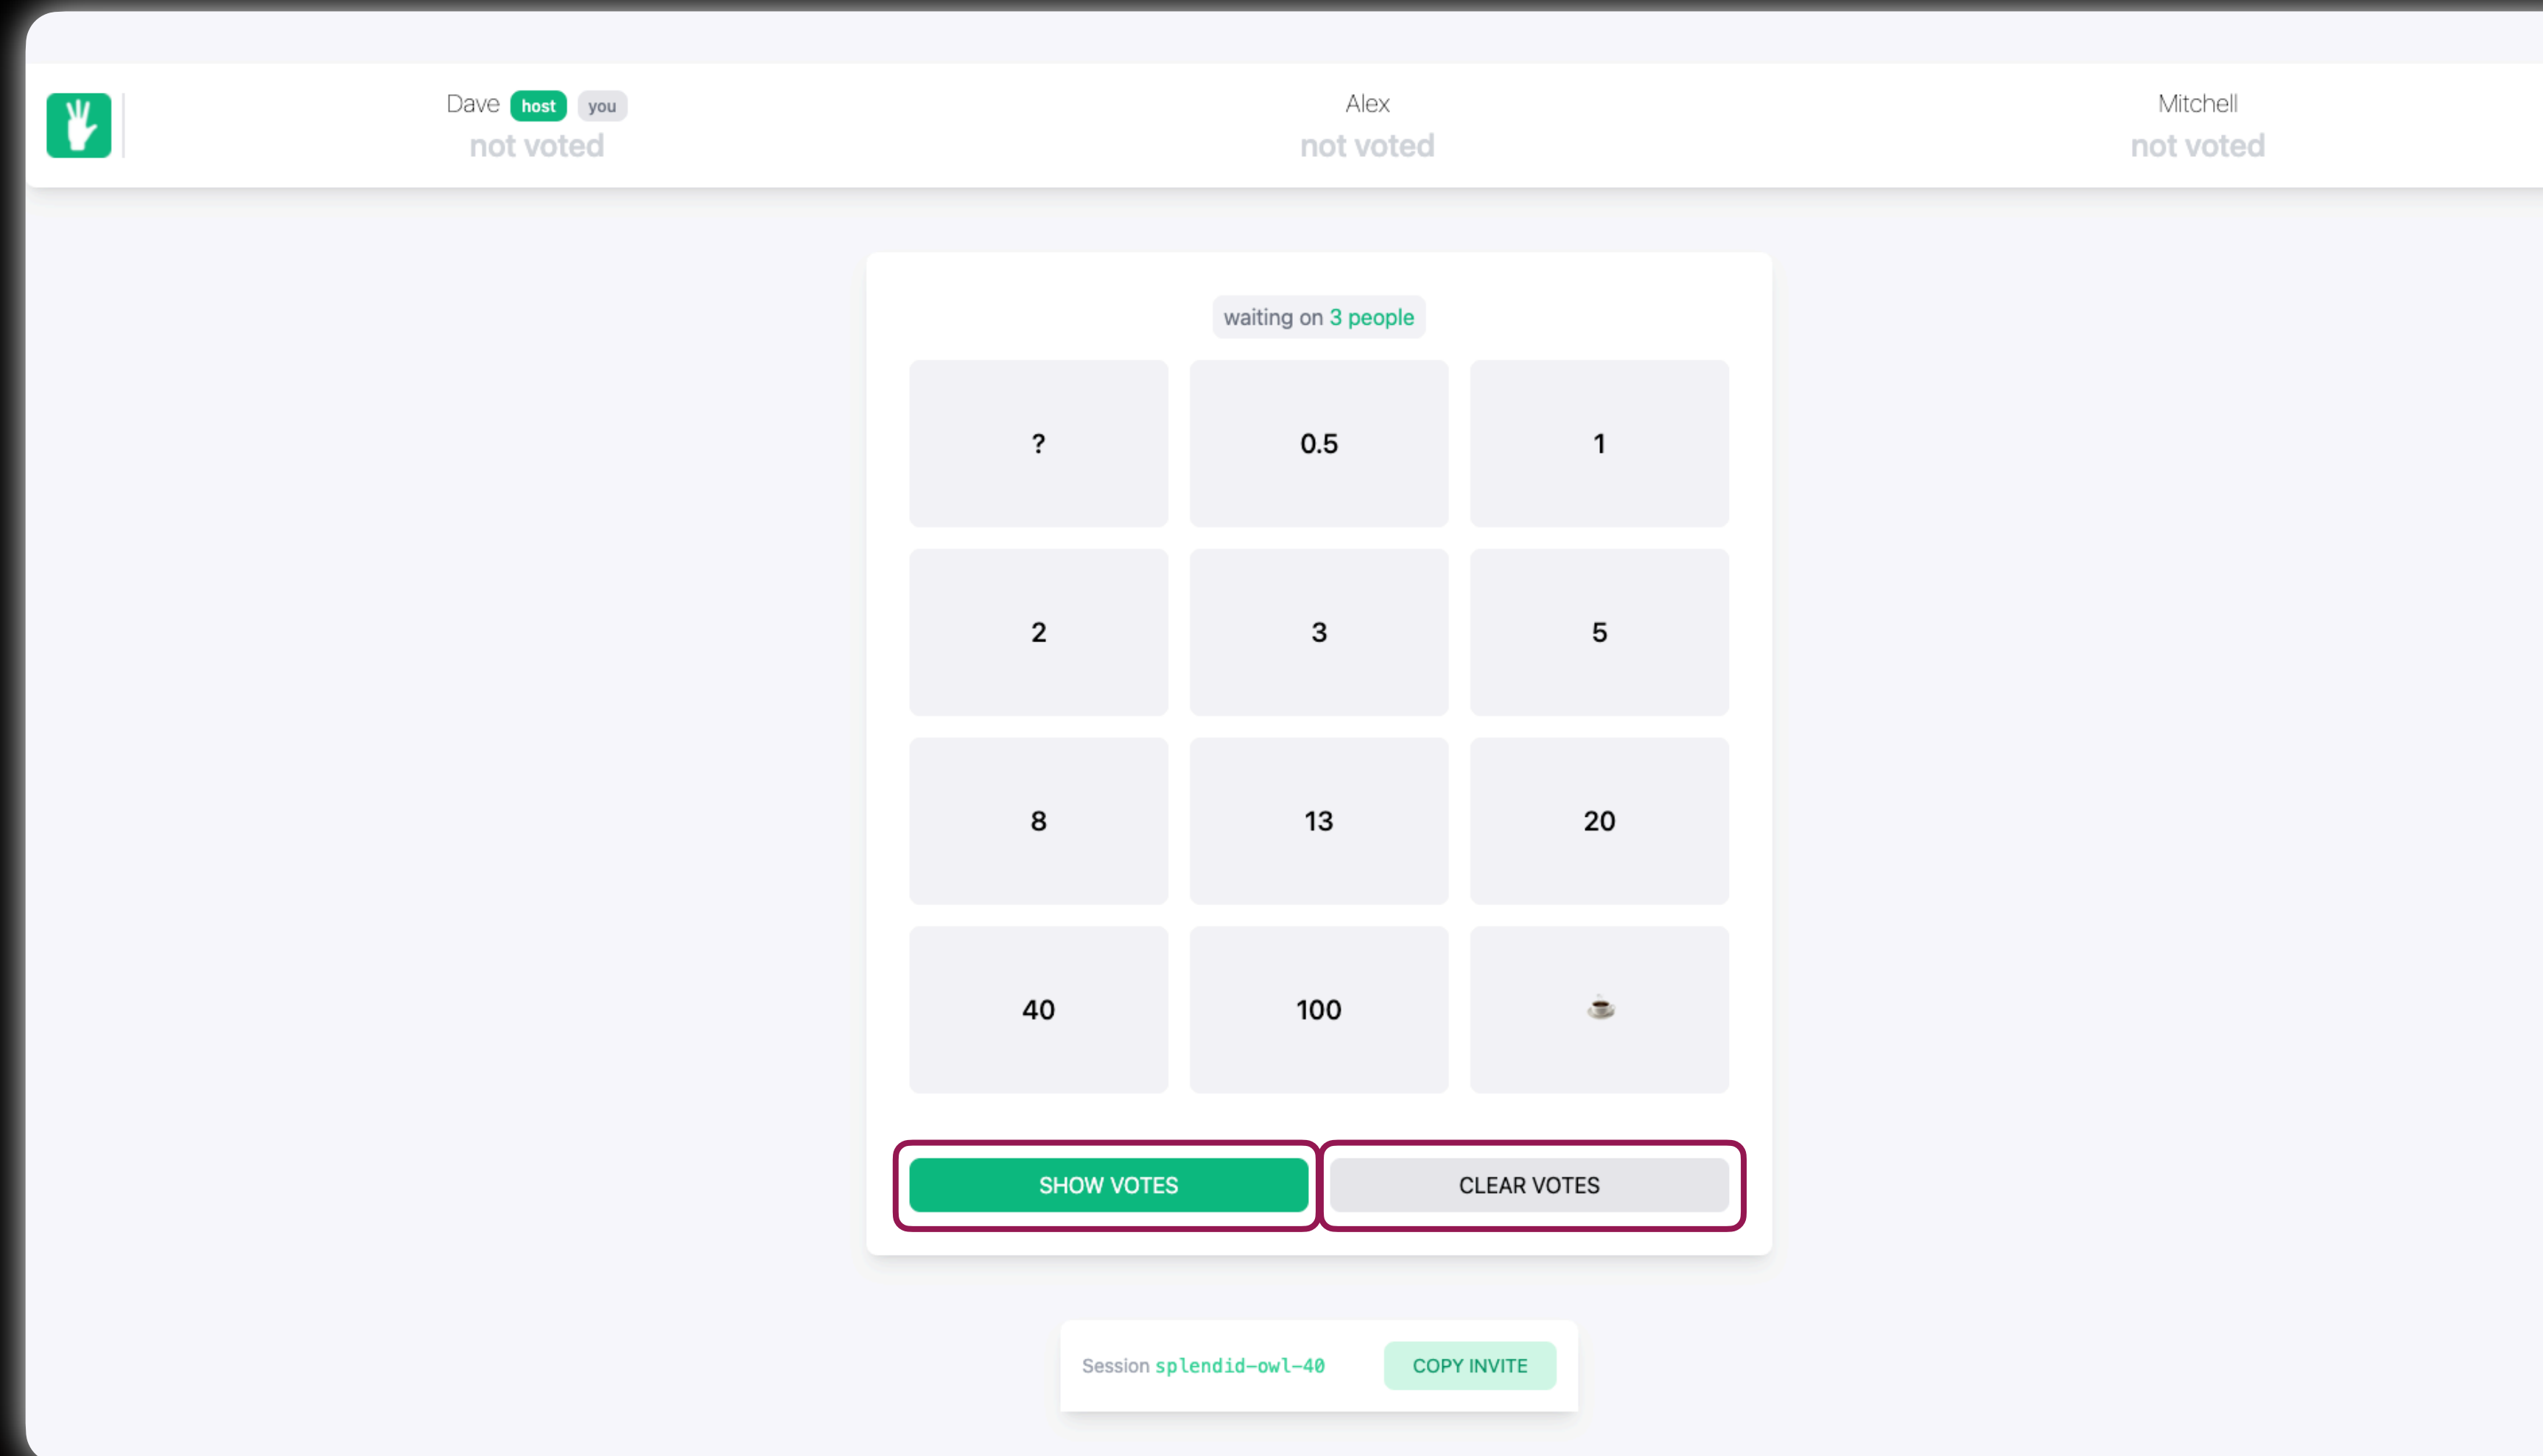 Dave host you
not voted
Alex
not voted
Mitchell
not voted
waiting on 3 people
? 0.5 1
2 3 5
8 13 20
40 100
SHOW VOTES CLEAR VOTES
Session splendid-owl-40 COPY INVITE